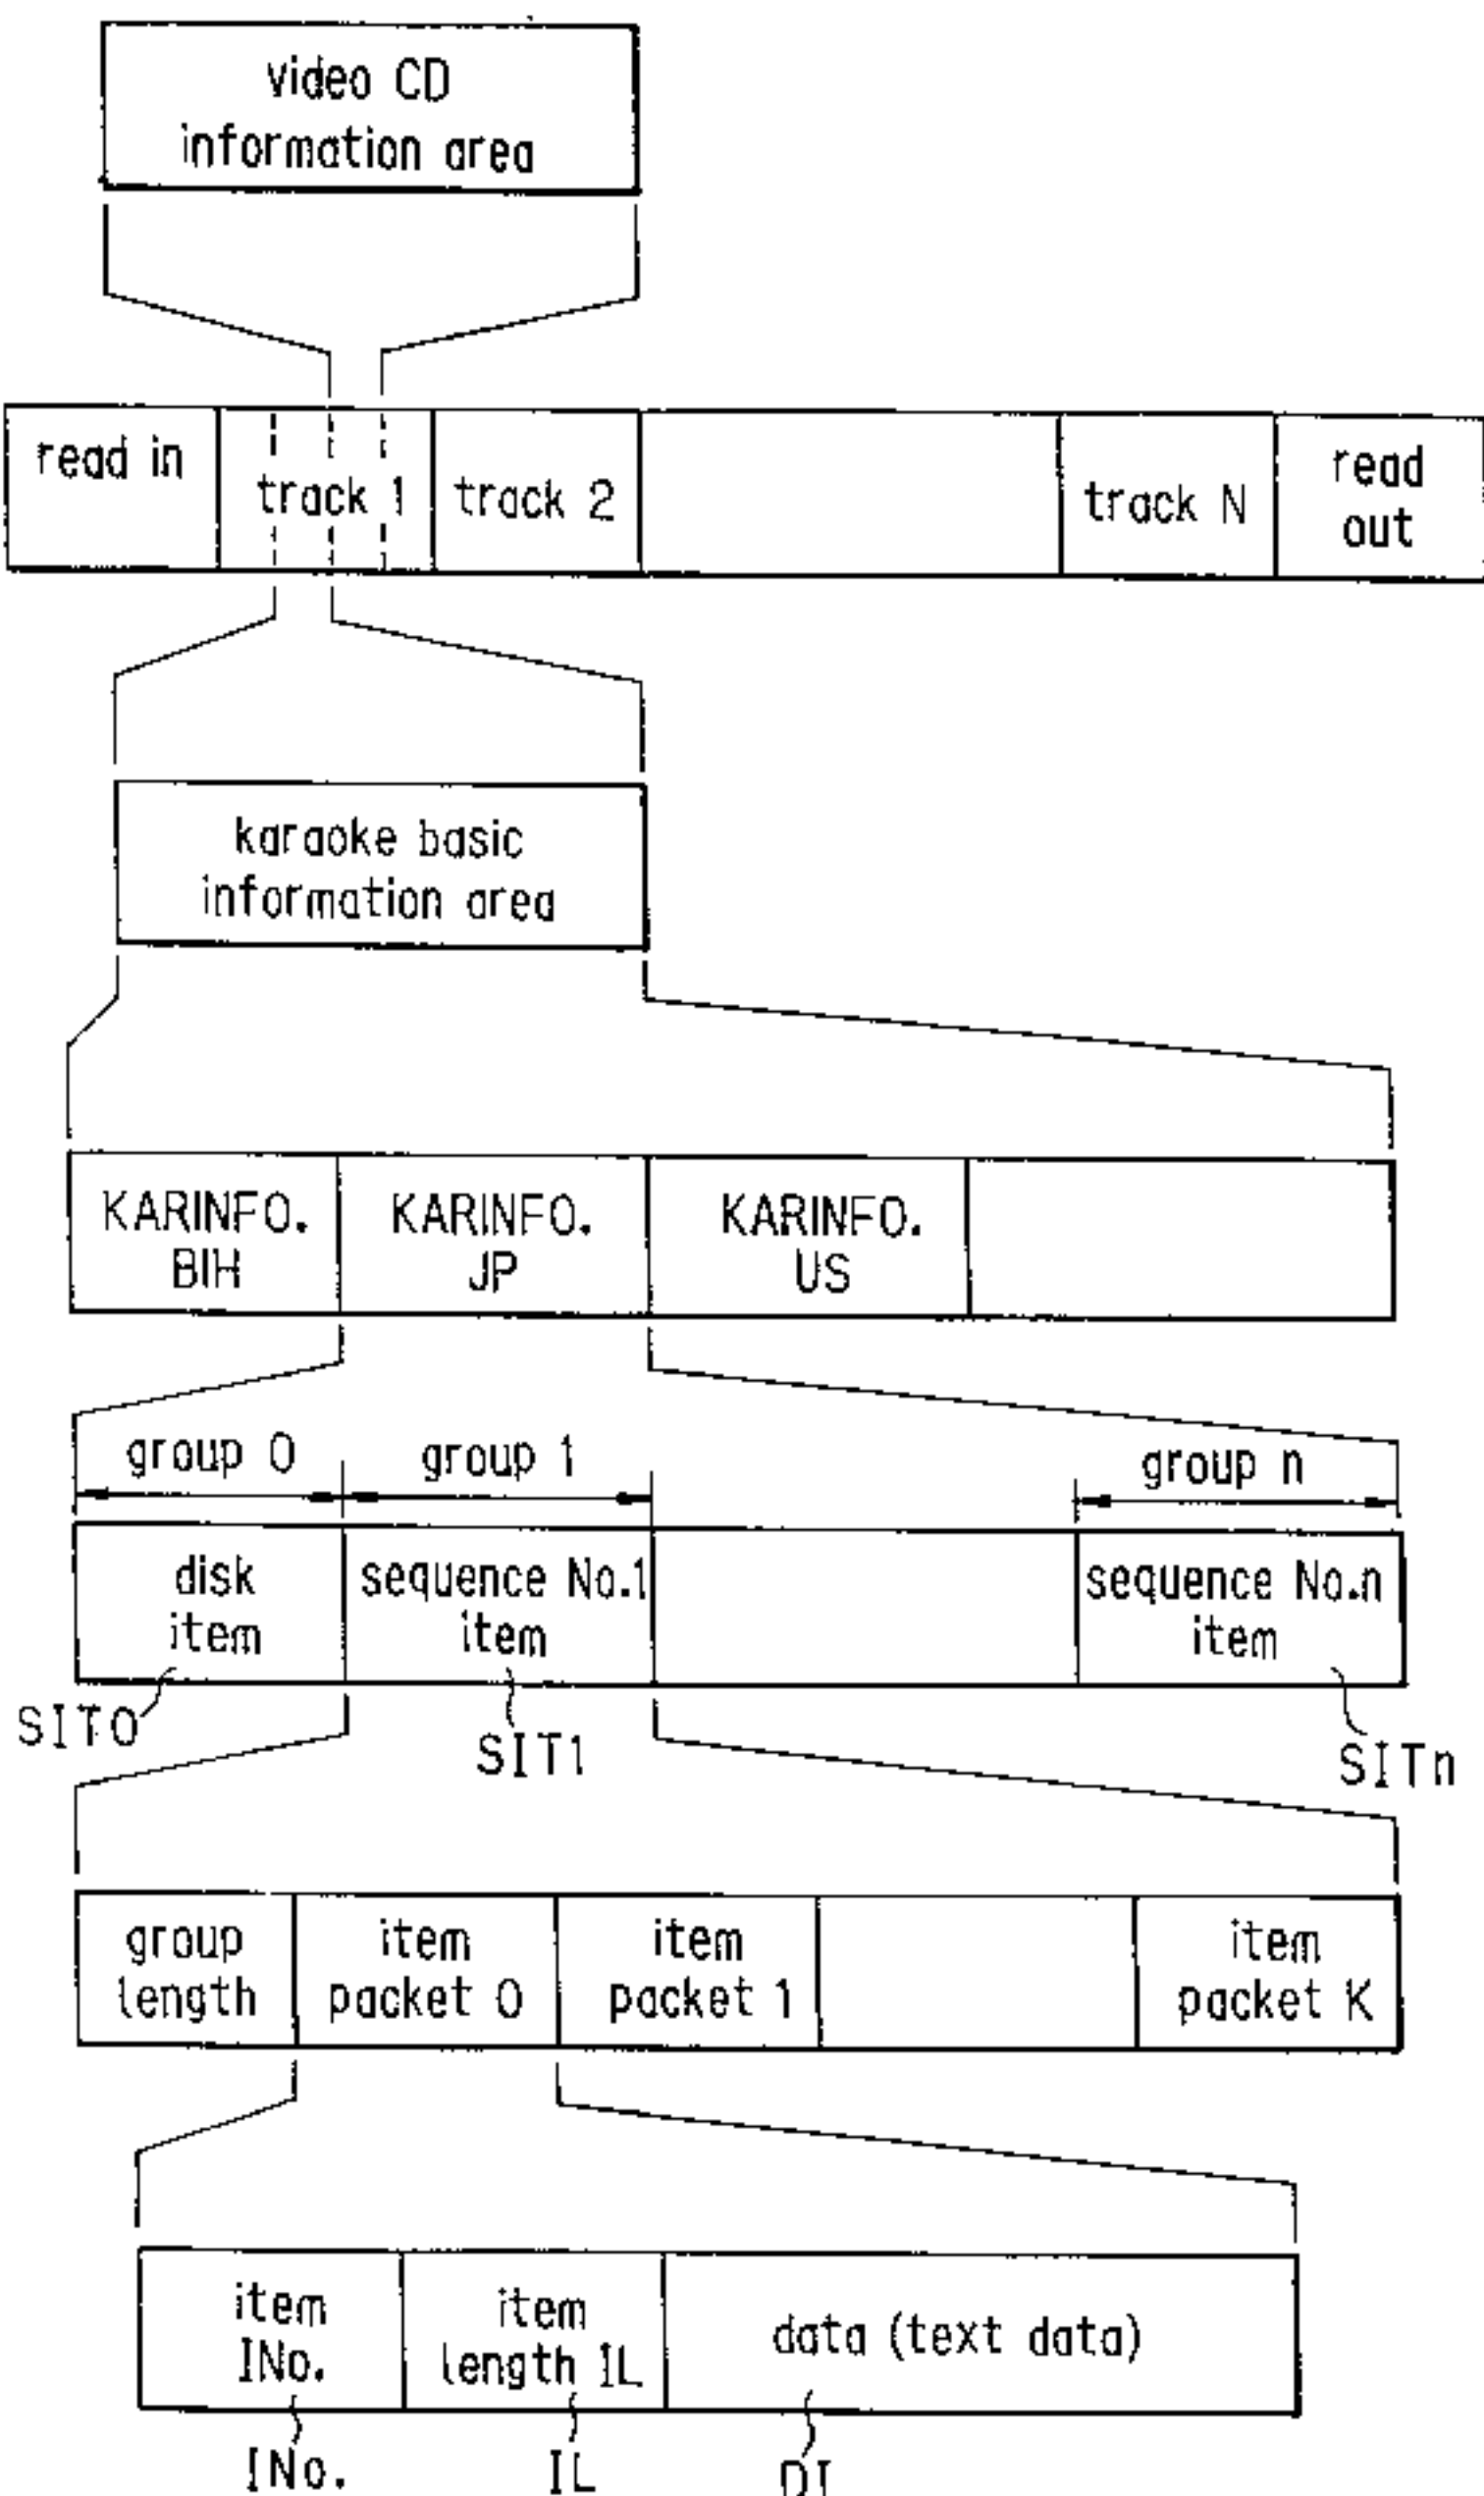 video CD
information area
read in
track 1
track 2
track N
read
out
karaoke basic
information area
KARINFO.
BIH
KARINFO.
JP
KARINFO.
US
group 0
group 1
group n
disk
item
sequence No.1
item
sequence No.n
item
SIT0
SIT1
SITn
group
length
item
packet 0
item
packet 1
item
packet K
item
INo.
item
length IL
data (text data)
INo.
IL